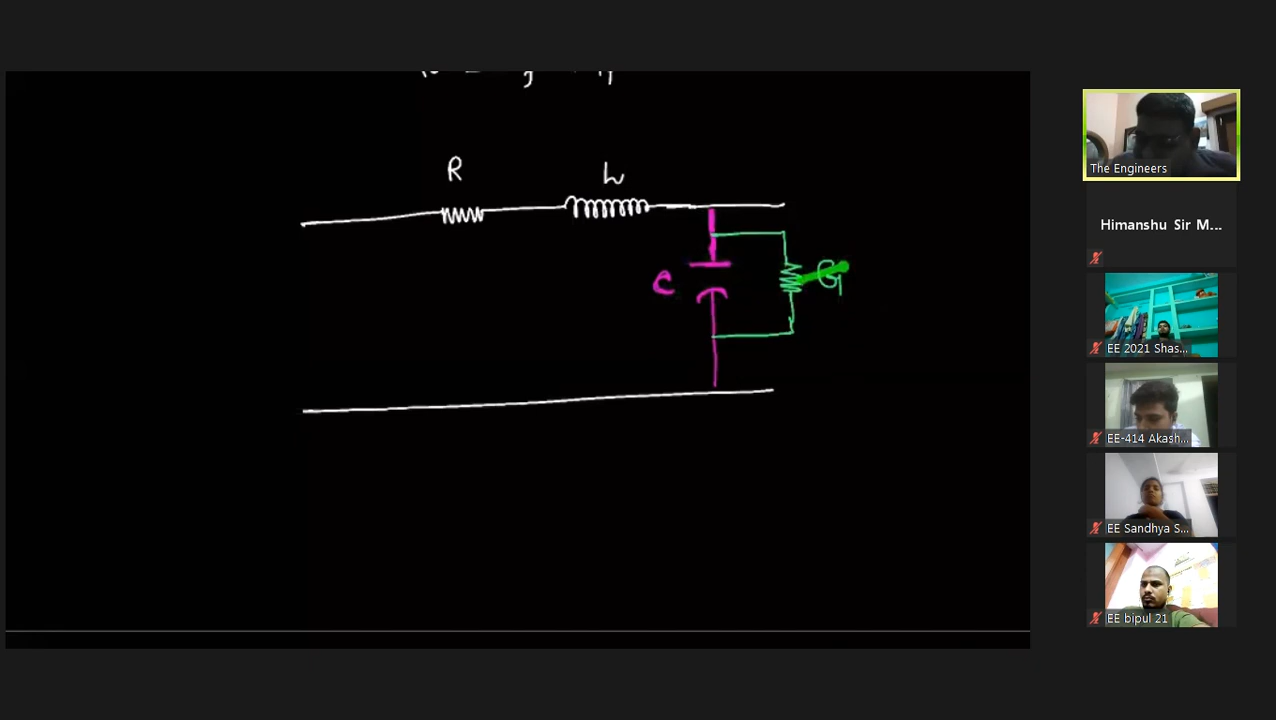 R
L
C
G
The Engineers
Himanshu Sir M...
EE 2021 Shas...
EE-414 Akash...
EE Sandhya S...
EE bipul 21